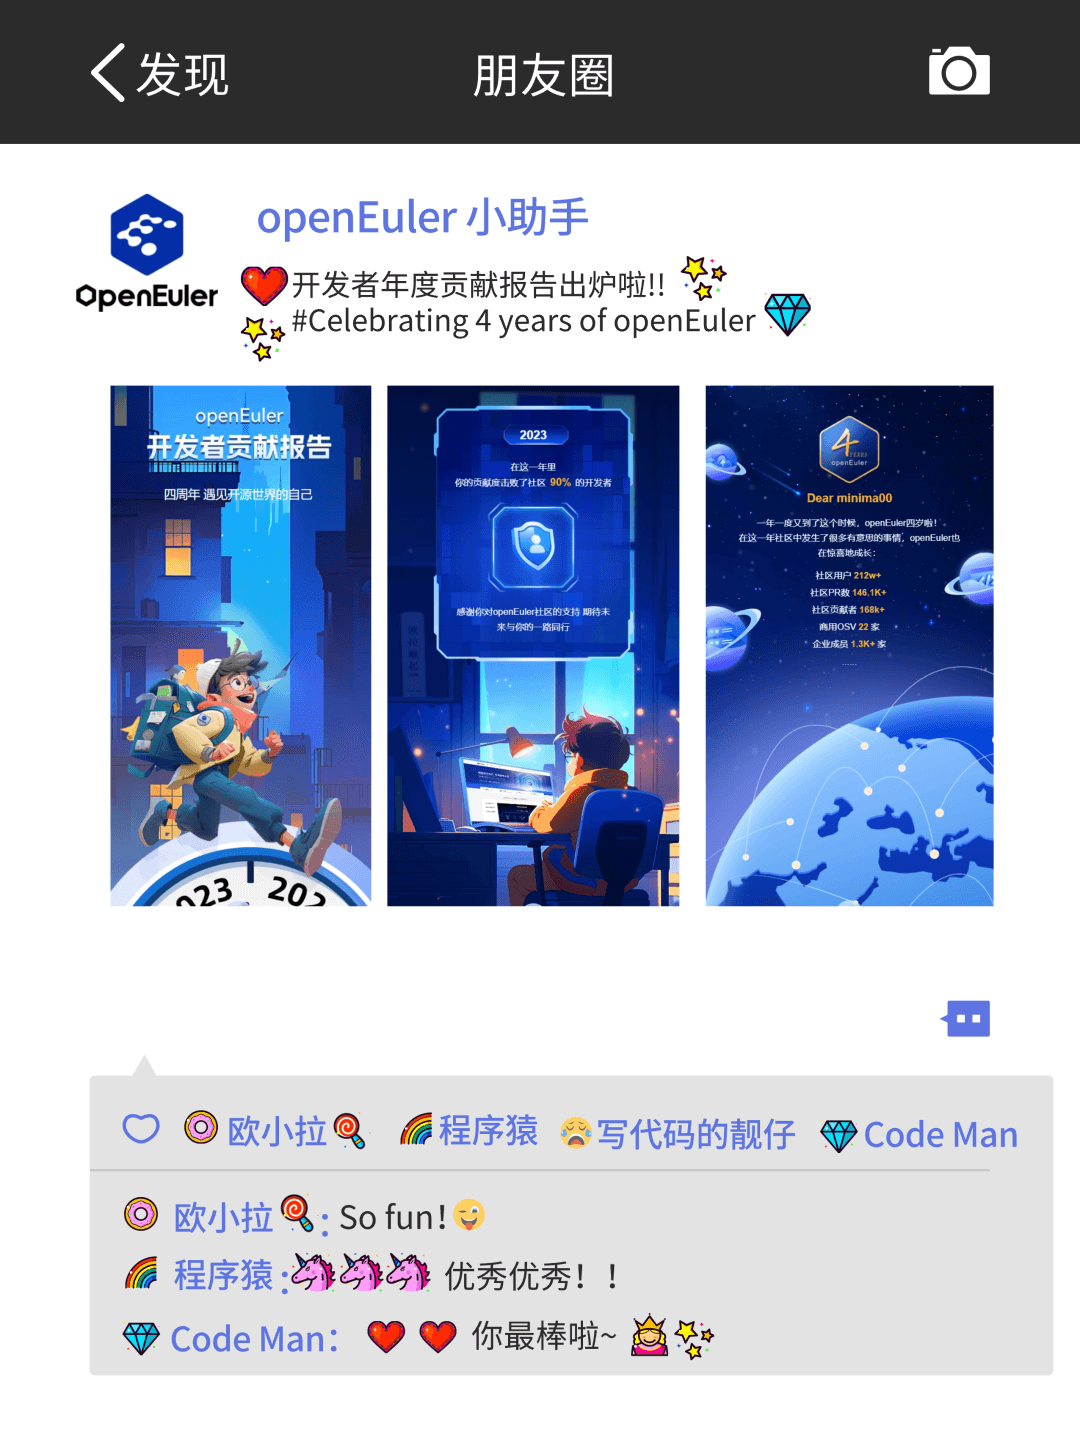 发现
朋友圈
openEuler 小助手
OpenEuler
开发者年度贡献报告出炉啦!!
#Celebrating 4 years of openEuler
openEuler
开发者贡献报告
四周年 遇见开源世界的自己
2023
在这一年里
你的贡献度击败了社区 90% 的开发者
感谢你对openEuler社区的支持 期待未
来与你的一路同行
4
YEARS
openEuler
Dear minima00
一年一度又到了这个时候，openEuler四岁啦！
在这一年社区中发生了很多有意思的事情，openEuler也
在惊喜地成长：
社区用户 212w+
社区PR数 146.1K+
社区贡献者 168k+
商用OSV 22 家
企业成员 1.3K+ 家
......
欧小拉 程序猿 😭写代码的靓仔 Code Man
欧小拉: So fun!😜
程序猿: 优秀优秀！！
Code Man: 你最棒啦~